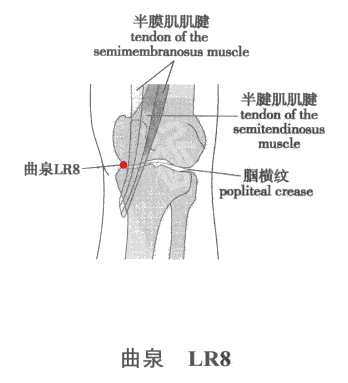 半膜肌肌腱
tendon of the
semimembranosus muscle
半腱肌肌腱
tendon of the
semitendinosus
muscle
曲泉LR8
腘横纹
popliteal crease
曲泉 LR8